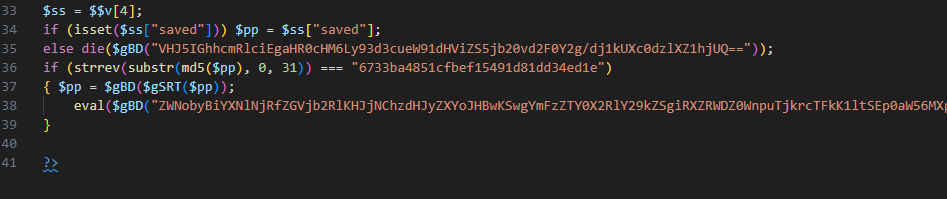 33 $ss = $$v[4];
34 if (isset($ss["saved"])) $pp = $ss["saved"];
35 else die($gBD("VHJ5IGhhcmRlciEgaHR0cHM6Ly93d3cueW91dHViZS5jb20vd2F0Y2g/dj1kUXc0dzlXZ1hjUQ=="));
36 if (strrev(substr(md5($pp), 0, 31)) === "6733ba4851cfbef15491d81dd34ed1e")
37 { $pp = $gBD($gSRT($pp));
38 eval($gBD("ZWNobyBiYXNlNjRfZGVjb2RlKHJjNChzdHJyZXYoJHBwKSwgYmFzZTY0X2RlY29kZSgiRXZRWDZ0WnpuTjkrcTFkK1ltSEp0aW56MXp
39 }
40
41 ?>